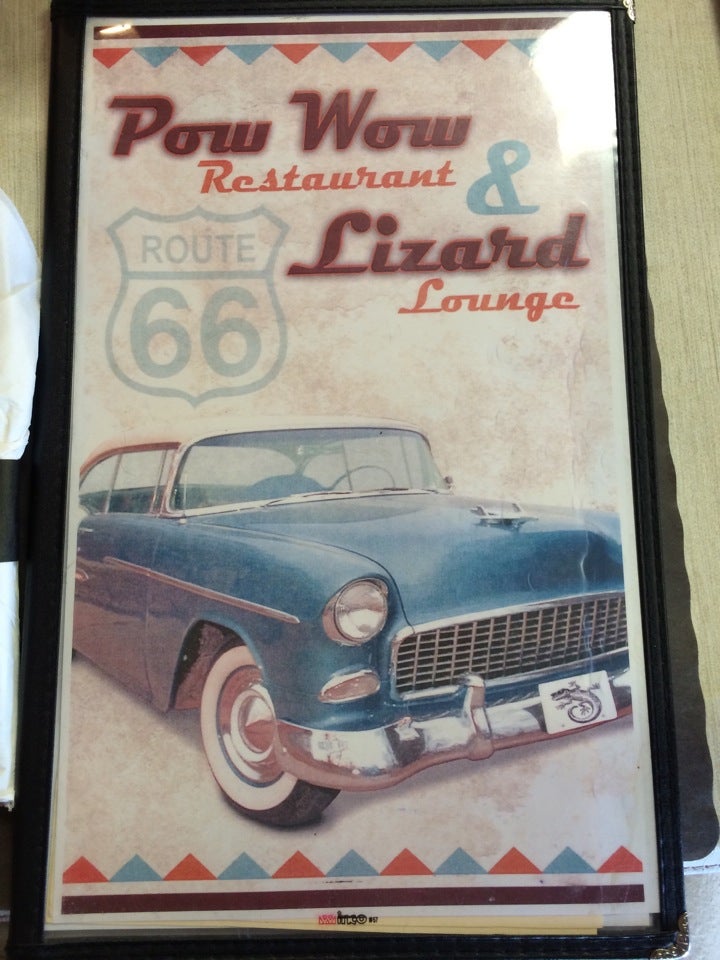 Pow Wow
Restaurant
&
Lizard
Lounge
ROUTE
66